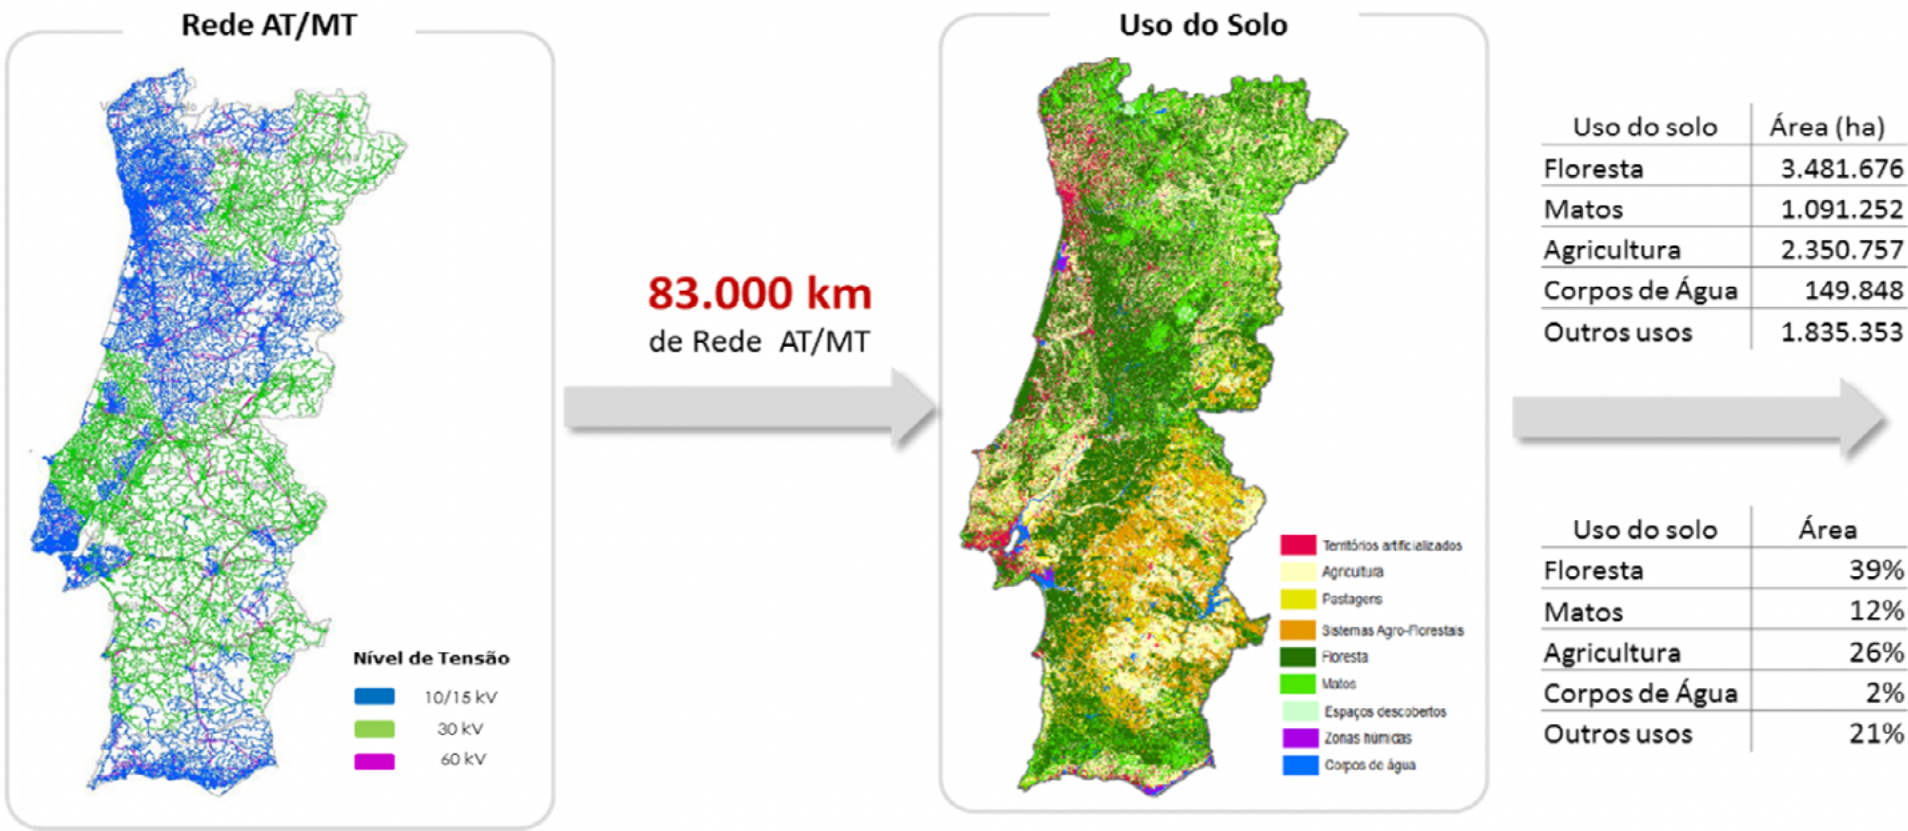 Rede AT/MT
Nível de Tensão
10/15 kV
30 kV
60 kV
83.000 km
de Rede AT/MT
Uso do Solo
Territórios artificializados
Agricultura
Pastagens
Sistemas Agro-Florestais
Floresta
Matos
Espaços descobertos
Zonas húmidas
Corpos de água
Uso do solo Área (ha)
Floresta 3.481.676
Matos 1.091.252
Agricultura 2.350.757
Corpos de Água 149.848
Outros usos 1.835.353
Uso do solo Área
Floresta 39%
Matos 12%
Agricultura 26%
Corpos de Água 2%
Outros usos 21%